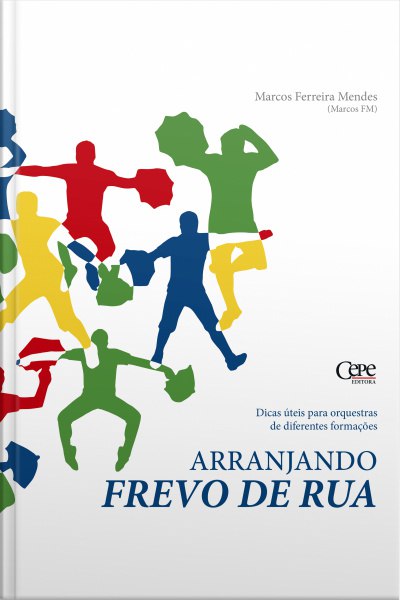 Marcos Ferreira Mendes
(Marcos FM)
Cepe
EDITORA
Dicas úteis para orquestras
de diferentes formações
ARRANJANDO
FREVO DE RUA